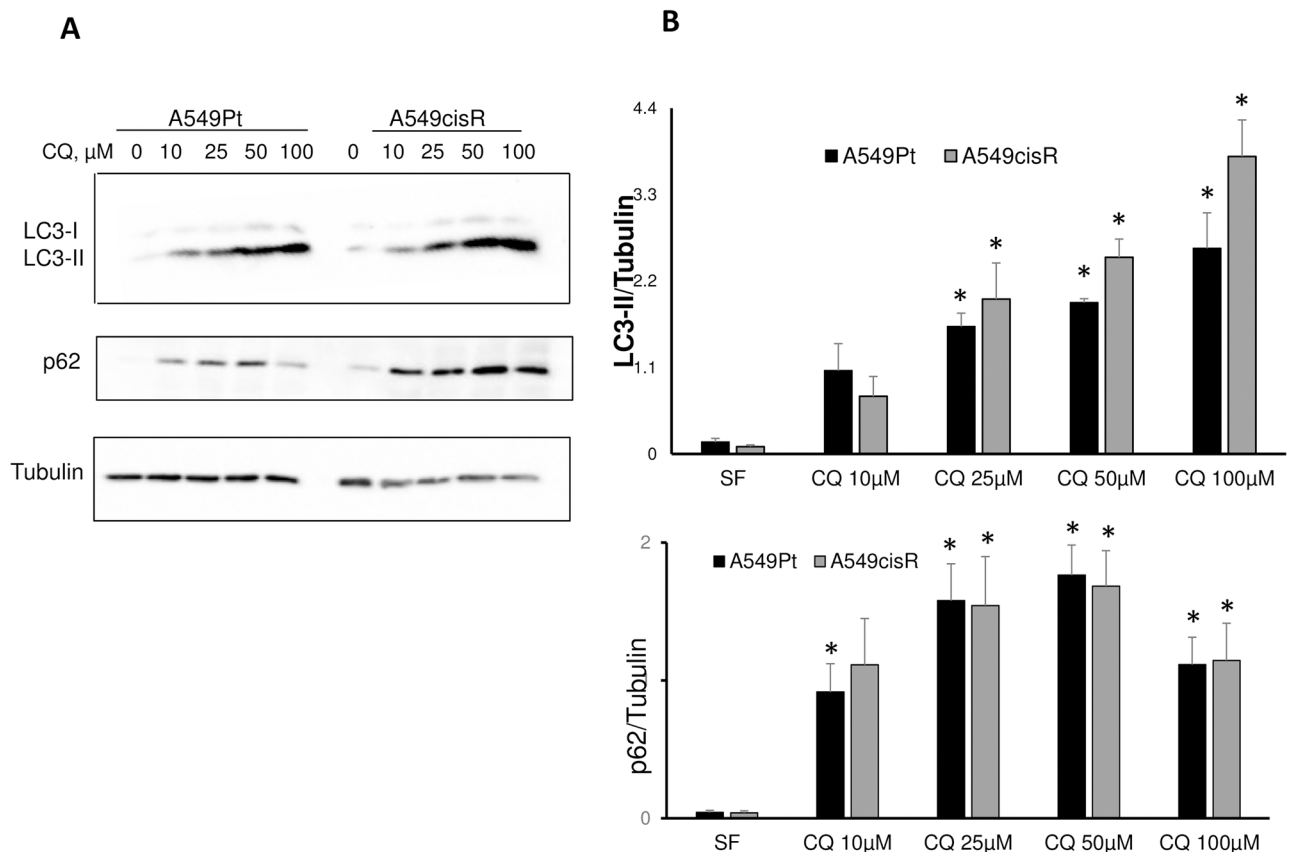 A
A549Pt A549cisR
CQ, µM 0 10 25 50 100 0 10 25 50 100
LC3-I
LC3-II
p62
Tubulin
B
4.4
3.3
2.2
1.1
0
LC3-II/Tubulin
A549Pt A549cisR
* * * * * *
SF CQ 10µM CQ 25µM CQ 50µM CQ 100µM
2
0
p62/Tubulin
A549Pt A549cisR
* * * * * * *
SF CQ 10µM CQ 25µM CQ 50µM CQ 100µM